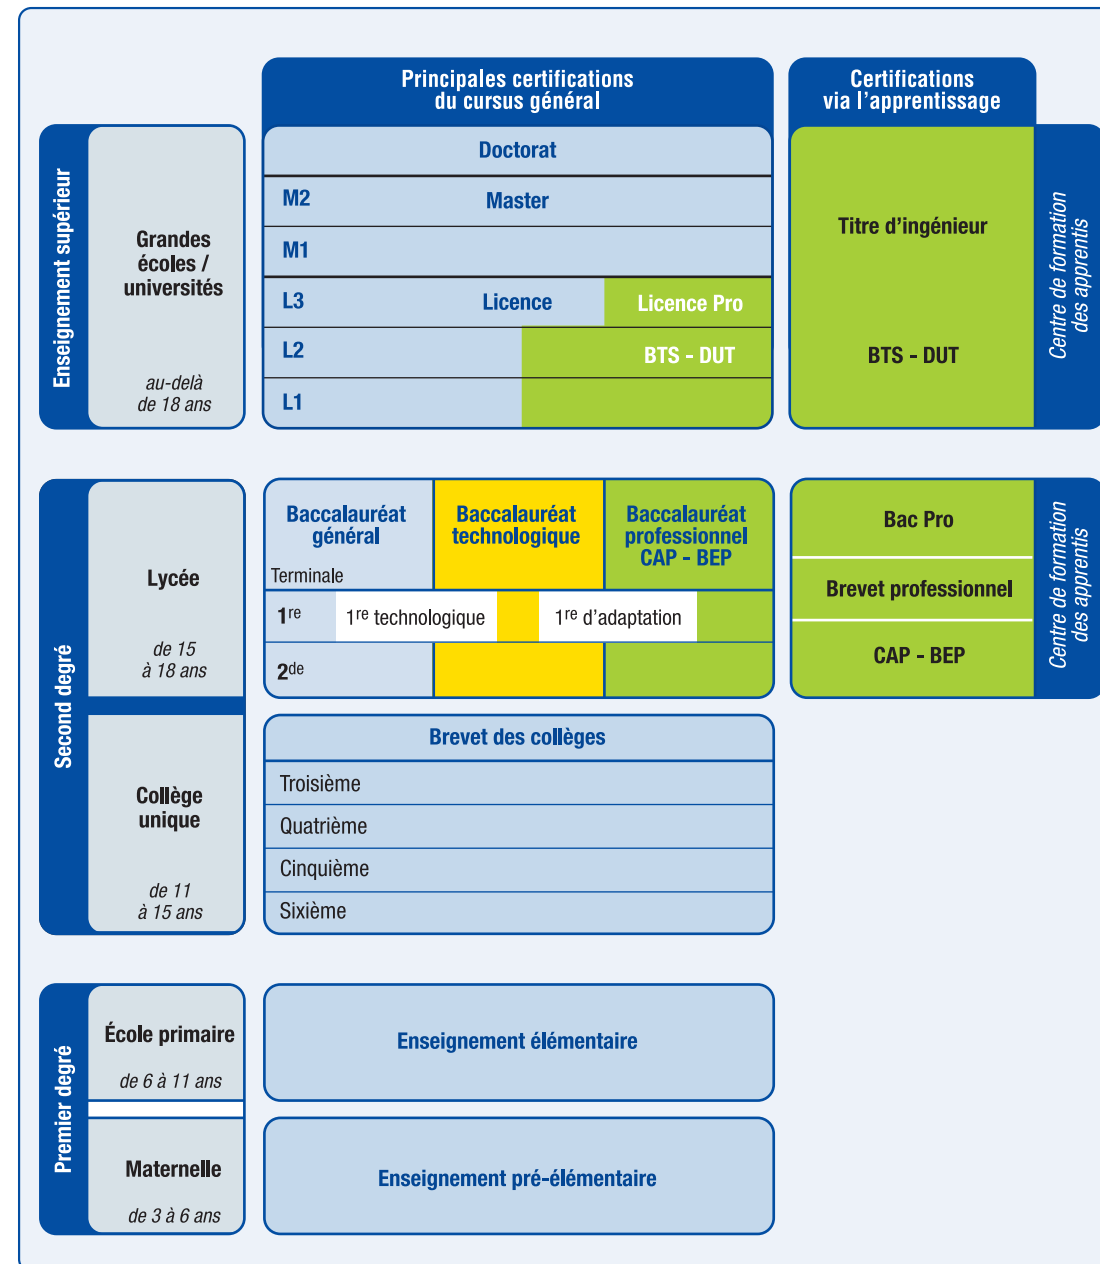 Principales certifications
du cursus général
Certifications
via l'apprentissage
Enseignement supérieur
Grandes
écoles /
universités
au-delà
de 18 ans
Doctorat
M2
Master
M1
L3
Licence
Licence Pro
L2
BTS - DUT
L1
Titre d'ingénieur
BTS - DUT
Centre de formation
des apprentis
Second degré
Lycée
de 15
à 18 ans
Baccalauréat
général
Terminale
Baccalauréat
technologique
Baccalauréat
professionnel
CAP - BEP
1re
1re technologique
1re d'adaptation
2de
Bac Pro
Brevet professionnel
CAP - BEP
Centre de formation
des apprentis
Collège
unique
de 11
à 15 ans
Brevet des collèges
Troisième
Quatrième
Cinquième
Sixième
Premier degré
École primaire
de 6 à 11 ans
Enseignement élémentaire
Maternelle
de 3 à 6 ans
Enseignement pré-élémentaire